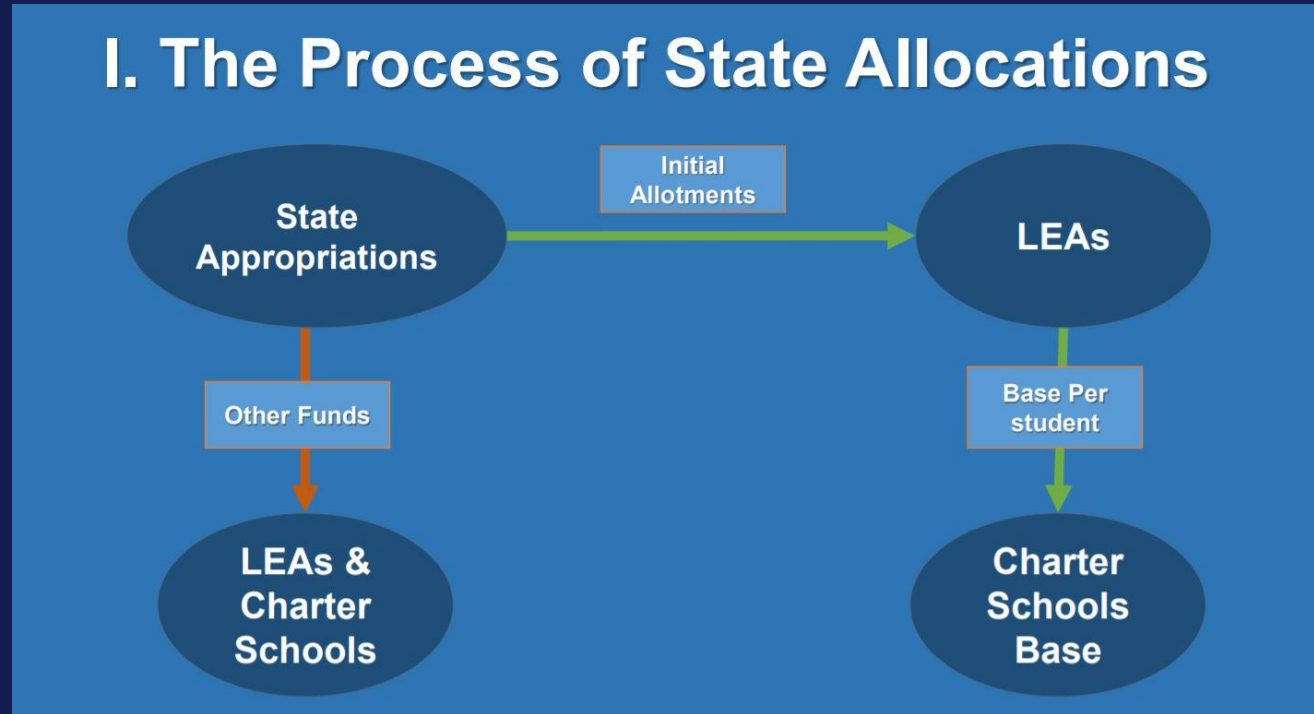 I. The Process of State Allocations
Initial
Allotments
State
Appropriations
LEAs
Other Funds
Base Per
student
LEAs &
Charter
Schools
Charter
Schools
Base